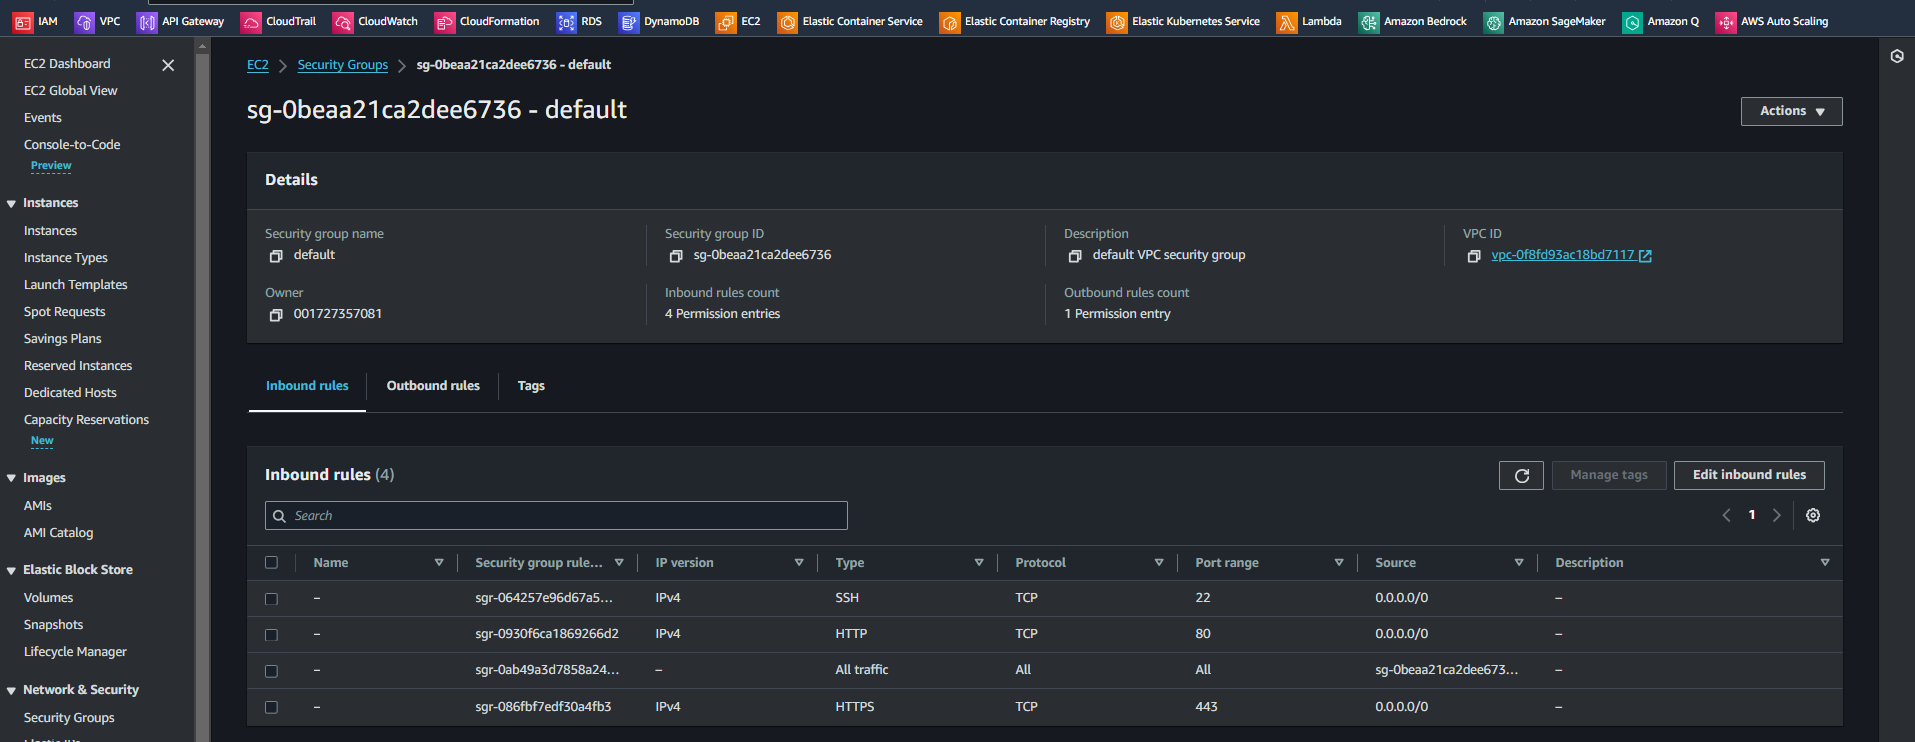 IAM VPC API Gateway CloudTrail CloudWatch CloudFormation RDS DynamoDB EC2 Elastic Container Service Elastic Container Registry Elastic Kubernetes Service Lambda Amazon Bedrock Amazon SageMaker Amazon Q AWS Auto Scaling
EC2 Dashboard
EC2 Global View
Events
Console-to-Code
Preview
Instances
Instances
Instance Types
Launch Templates
Spot Requests
Savings Plans
Reserved Instances
Dedicated Hosts
Capacity Reservations
New
Images
AMIs
AMI Catalog
Elastic Block Store
Volumes
Snapshots
Lifecycle Manager
Network & Security
Security Groups
EC2 Security Groups sg-0beaa21ca2dee6736 - default
sg-0beaa21ca2dee6736 - default
Actions
Details
Security group name Security group ID Description VPC ID
default sg-0beaa21ca2dee6736 default VPC security group vpc-0f8fd93ac18bd7117
Owner Inbound rules count Outbound rules count
001727357081 4 Permission entries 1 Permission entry
Inbound rules Outbound rules Tags
Inbound rules (4) Manage tags Edit inbound rules
Search 1
Name Security group rule... IP version Type Protocol Port range Source Description
– sgr-064257e96d67a5... IPv4 SSH TCP 22 0.0.0.0/0 –
– sgr-0930f6ca1869266d2 IPv4 HTTP TCP 80 0.0.0.0/0 –
– sgr-0ab49a3d7858a24... – All traffic All All sg-0beaa21ca2dee673... –
– sgr-086fbf7edf30a4fb3 IPv4 HTTPS TCP 443 0.0.0.0/0 –